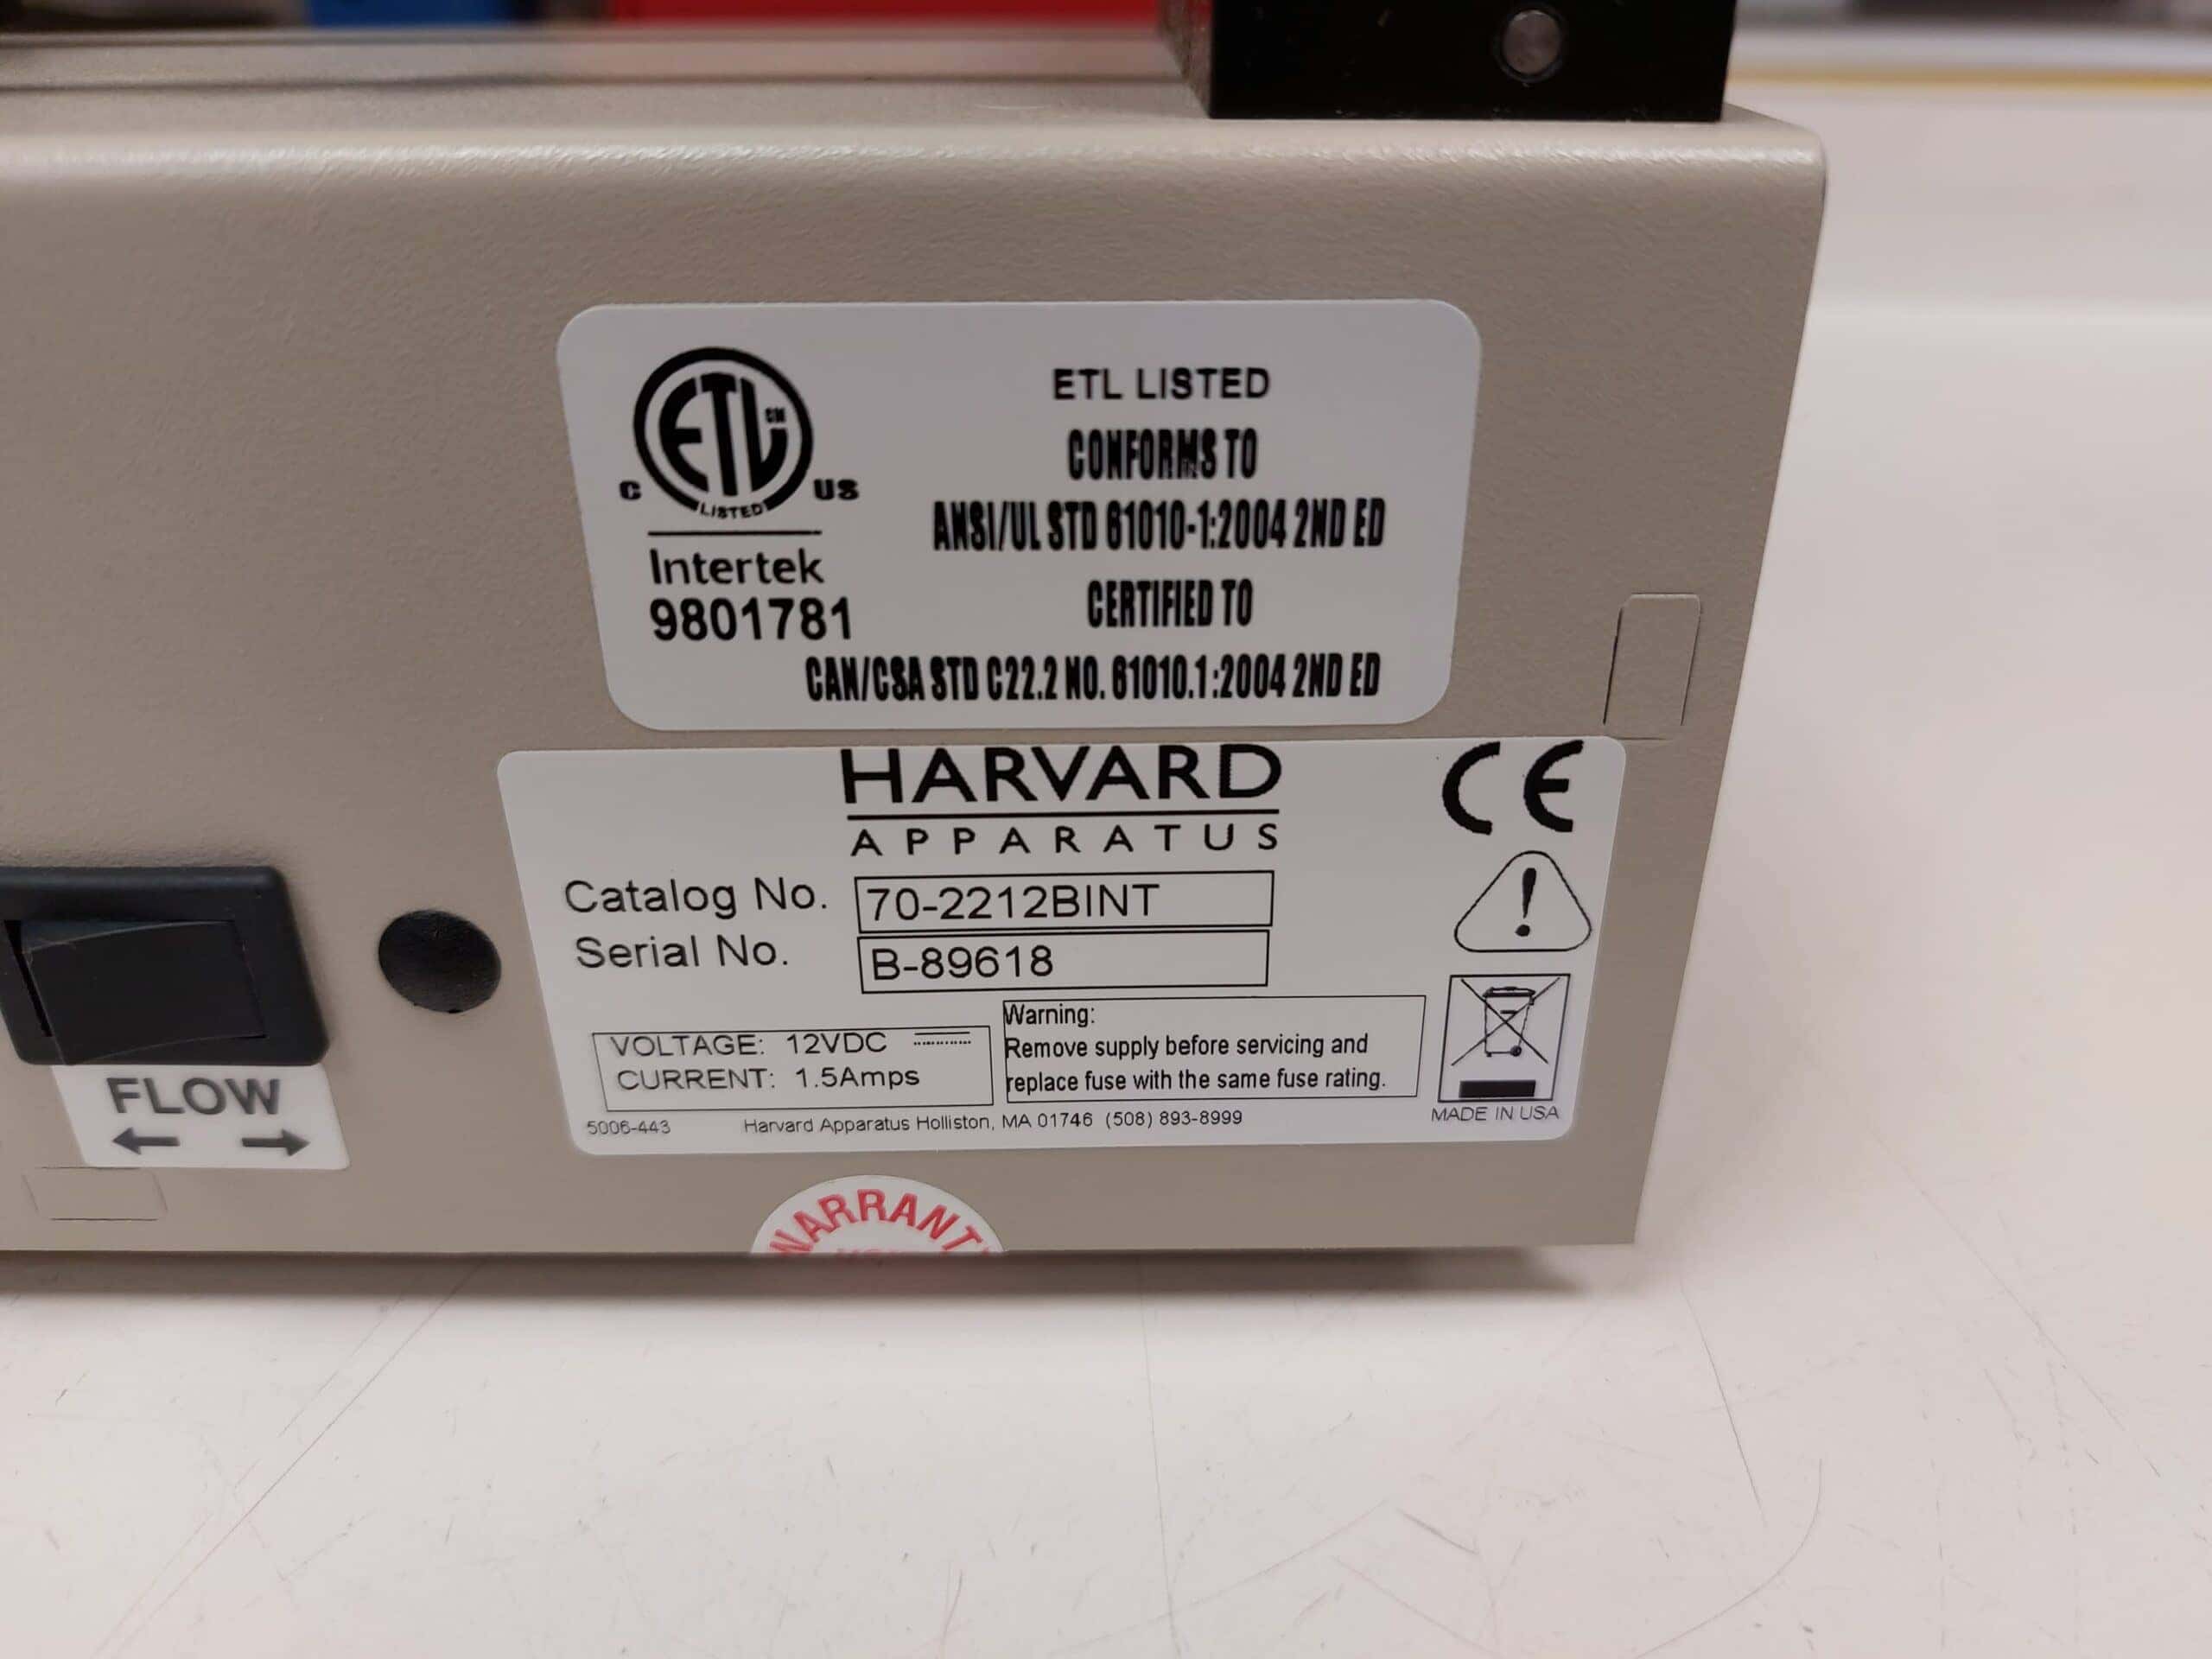 ETL CM
C US
LISTED
Intertek
9801781
ETL LISTED
CONFORMS TO
ANSI/UL STD 61010-1:2004 2ND ED
CERTIFIED TO
CAN/CSA STD C22.2 NO. 61010.1:2004 2ND ED
HARVARD
APPARATUS
CE
Catalog No. 70-2212BINT
Serial No. B-89618
VOLTAGE: 12VDC
CURRENT: 1.5Amps
Warning:
Remove supply before servicing and
replace fuse with the same fuse rating.
5006-443 Harvard Apparatus Holliston, MA 01746 (508) 893-8999
MADE IN USA
FLOW
WARRANTY